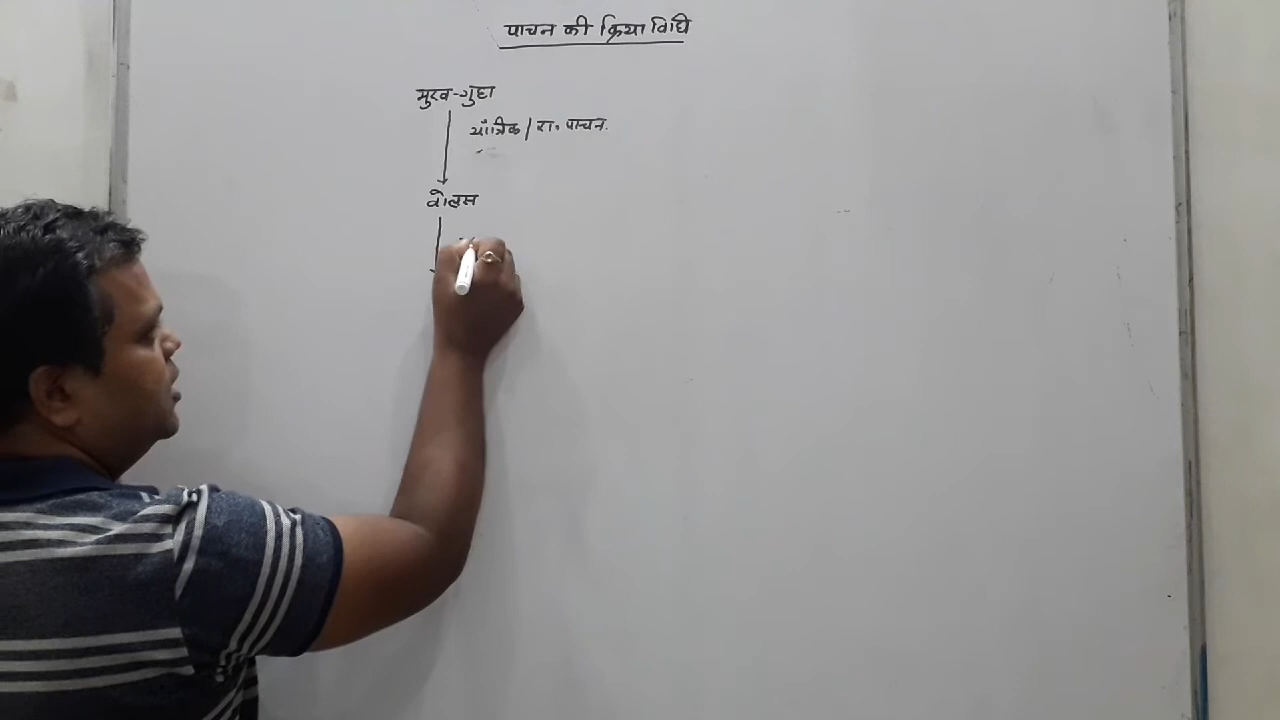 पाचन की क्रिया विधि
मुख-गुहा
यांत्रिक / रा॰ पाचन.
वोलस